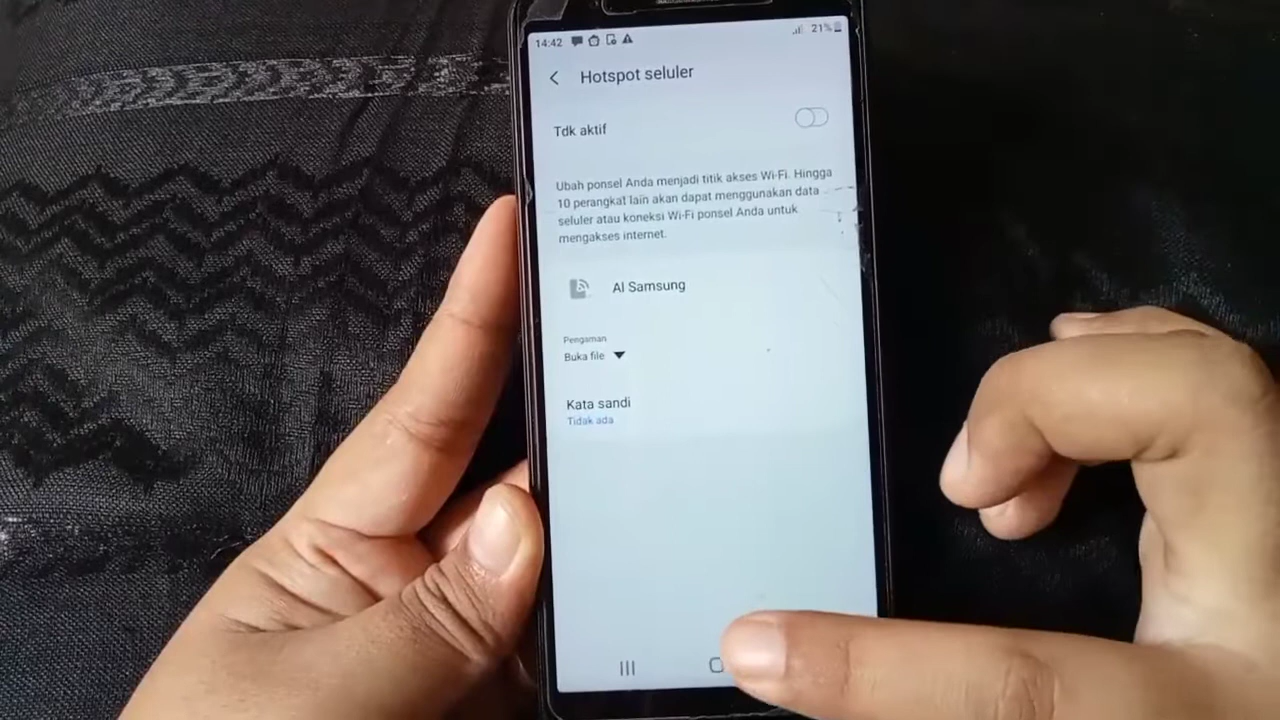 14:42
21%
Hotspot seluler
Tdk aktif
Ubah ponsel Anda menjadi titik akses Wi-Fi. Hingga
10 perangkat lain akan dapat menggunakan data
seluler atau koneksi Wi-Fi ponsel Anda untuk
mengakses internet.
Al Samsung
Pengaman
Buka file
Kata sandi
Tidak ada